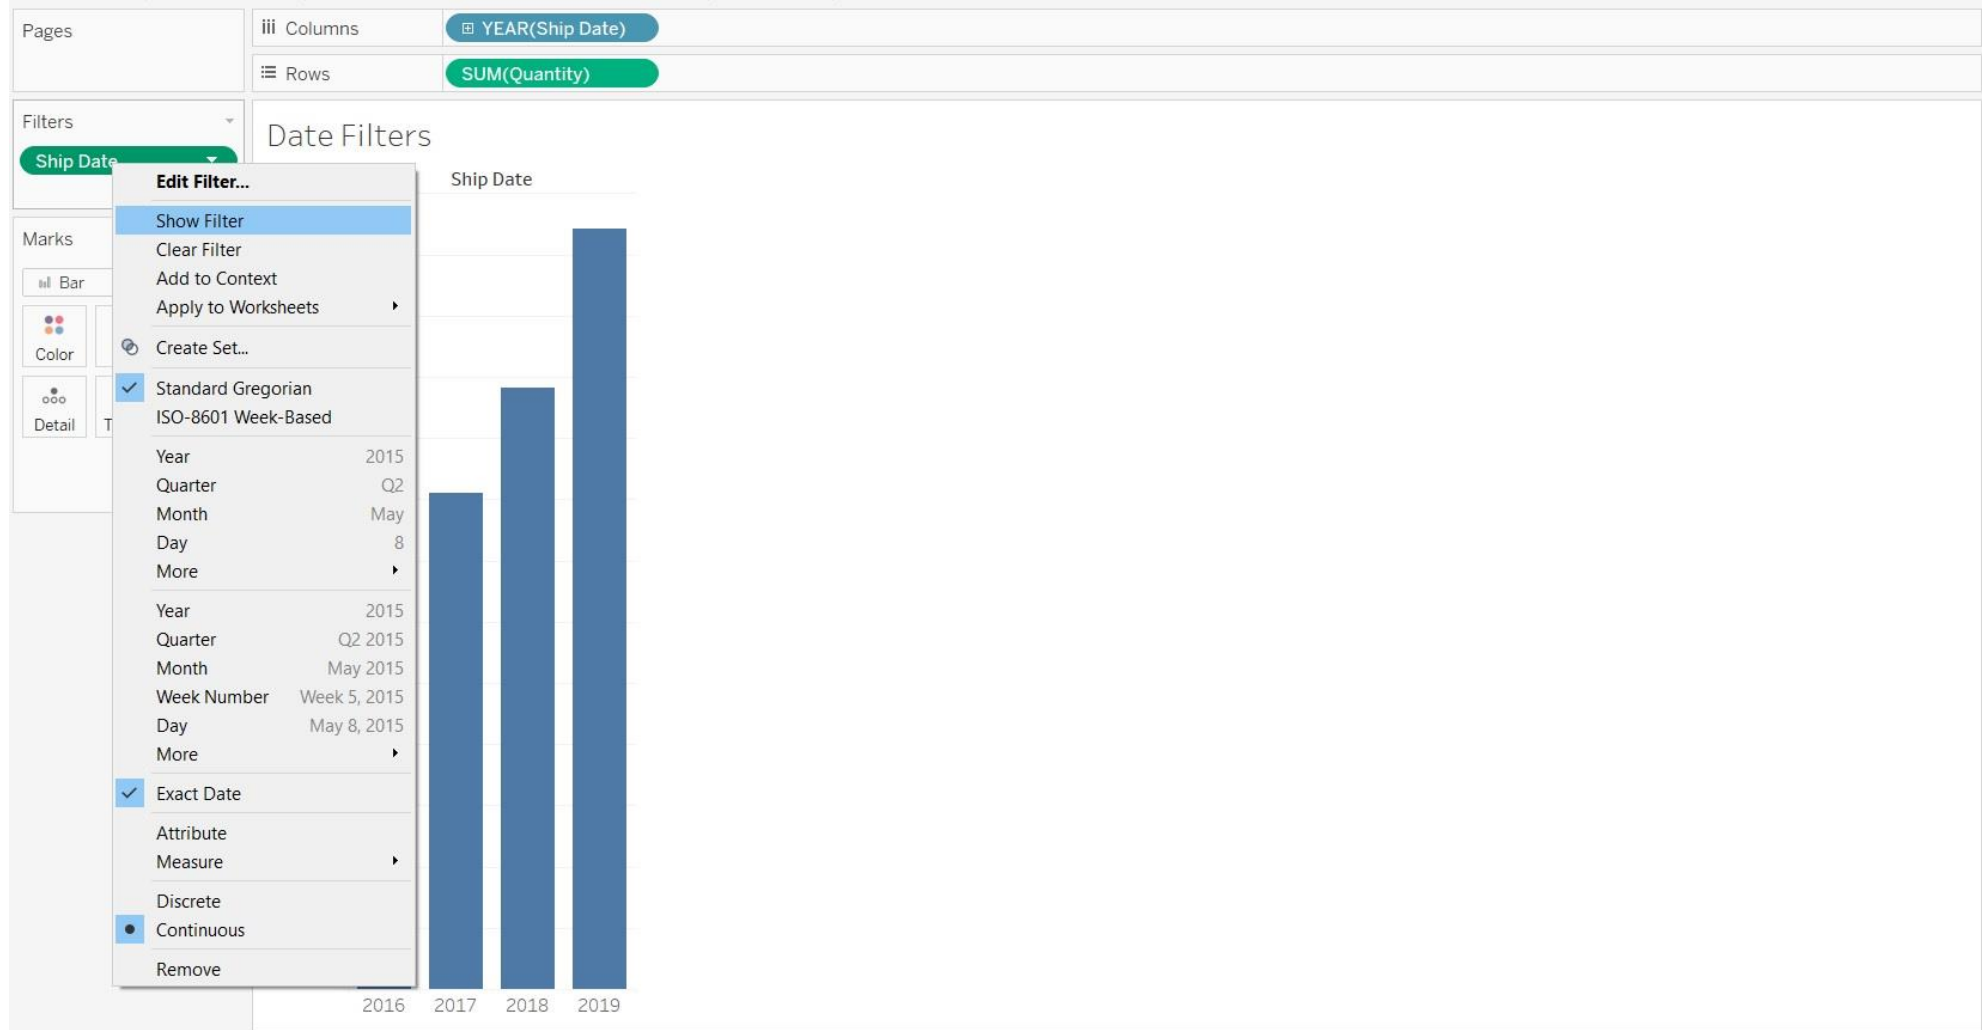 Pages
iii Columns
YEAR(Ship Date)
Rows
SUM(Quantity)
Filters
Ship Date
Date Filters
Ship Date
Edit Filter...
Show Filter
Clear Filter
Add to Context
Apply to Worksheets
Create Set...
Standard Gregorian
ISO-8601 Week-Based
Year 2015
Quarter Q2
Month May
Day 8
More
Year 2015
Quarter Q2 2015
Month May 2015
Week Number Week 5, 2015
Day May 8, 2015
More
Exact Date
Attribute
Measure
Discrete
Continuous
Remove
Marks
Bar
Color
Detail T
2016 2017 2018 2019